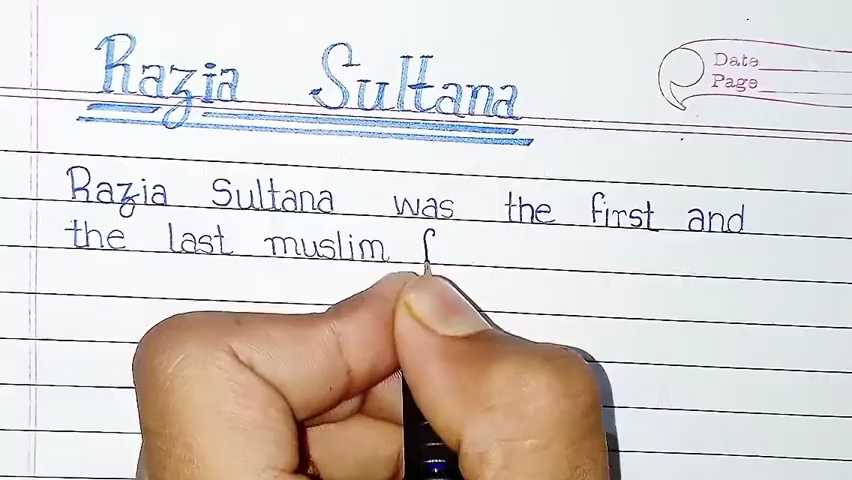 Razia Sultana
Date
Page
Razia Sultana was the first and
the last muslim f